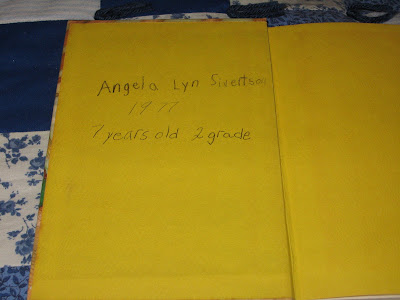 Angela Lyn Sivertson
1977
7 years old 2 grade